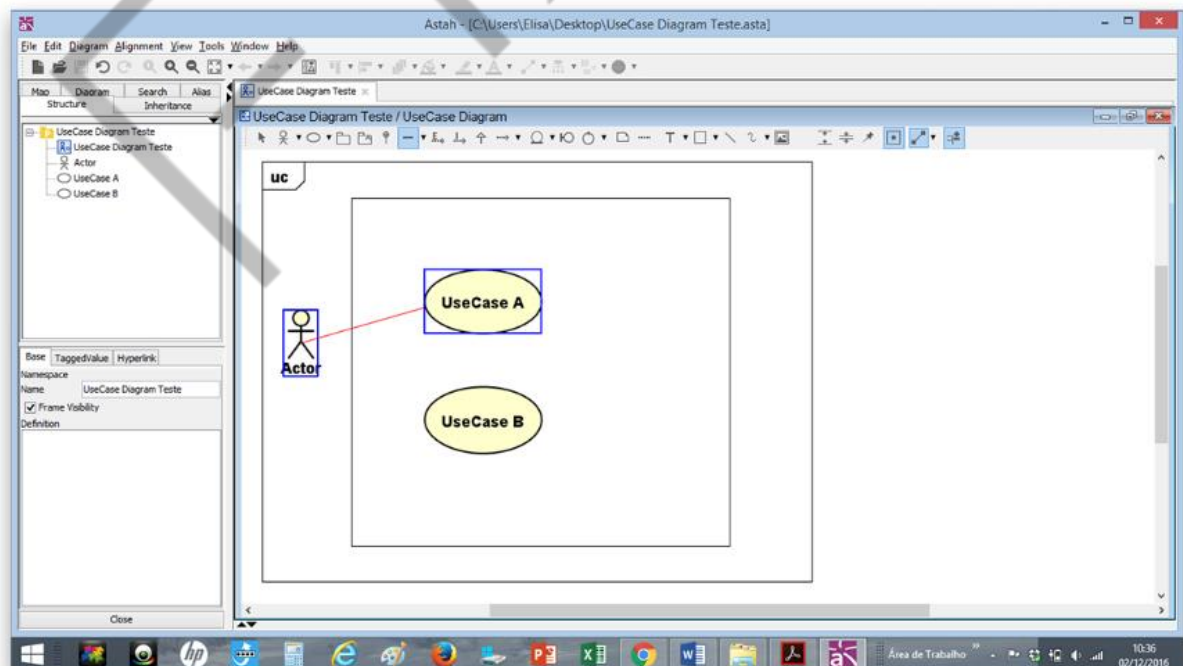 Astah - [C:\Users\Elisa\Desktop\UseCase Diagram Teste.asta]
File Edit Diagram Alignment View Tools Window Help
Map Diagram Search Alias
Structure Inheritance
UseCase Diagram Teste
UseCase Diagram Teste
Actor
UseCase A
UseCase B
Base TaggedValue Hyperlink
Namespace
Name UseCase Diagram Teste
Frame Visibility
Definition
Close
UseCase Diagram Teste
UseCase Diagram Teste / UseCase Diagram
T
uc
UseCase A
Actor
UseCase B
Área de Trabalho
10:36
02/12/2016